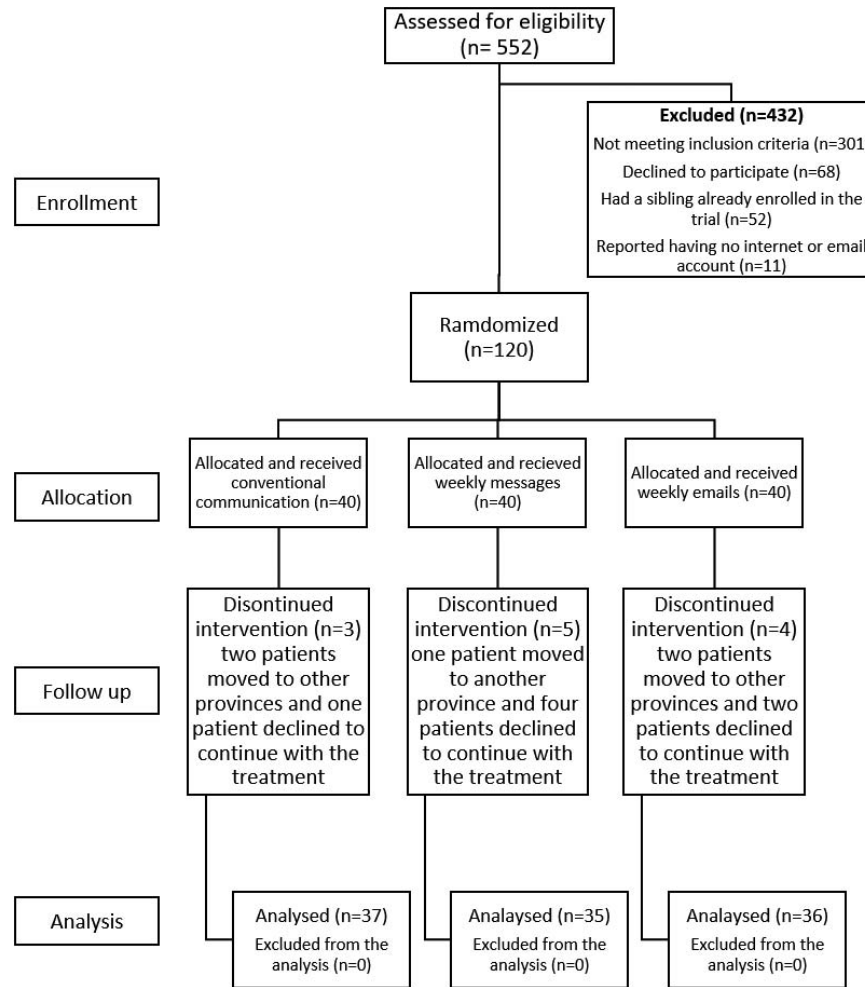 Assessed for eligibility
(n= 552)
Excluded (n=432)
Not meeting inclusion criteria (n=301)
Declined to participate (n=68)
Had a sibling already enrolled in the
trial (n=52)
Reported having no internet or email
account (n=11)
Enrollment
Ramdomized
(n=120)
Allocation
Allocated and received
conventional
communication (n=40)
Allocated and recieved
weekly messages
(n=40)
Allocated and received
weekly emails (n=40)
Follow up
Discontinued
intervention (n=3)
two patients
moved to other
provinces and one
patient declined to
continue with the
treatment
Discontinued
intervention (n=5)
one patient moved
to another
province and four
patients declined
to continue with
the treatment
Discontinued
intervention (n=4)
two patients
moved to other
provinces and two
patients declined
to continue with
the treatment
Analysis
Analysed (n=37)
Excluded from the
analysis (n=0)
Analaysed (n=35)
Excluded from the
analysis (n=0)
Analaysed (n=36)
Excluded from the
analysis (n=0)